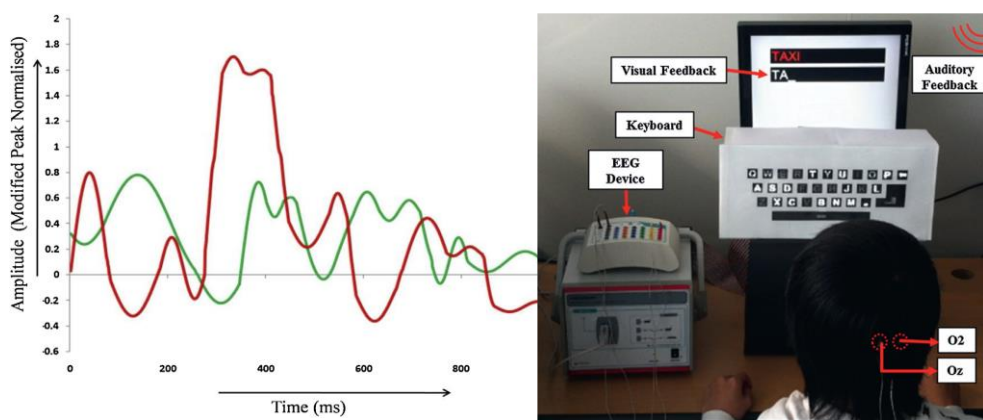 Amplitude (Modified Peak Normalised)
2
1.8
1.6
1.4
1.2
1
0.8
0.6
0.4
0.2
0
-0.2
-0.4
-0.6
0 200 400 600 800
Time (ms)
TAXI
TA_
Visual Feedback
Auditory
Feedback
Keyboard
EEG
Device
Q W T Y U O P
A S D L
Z X C V B N M
O2
Oz